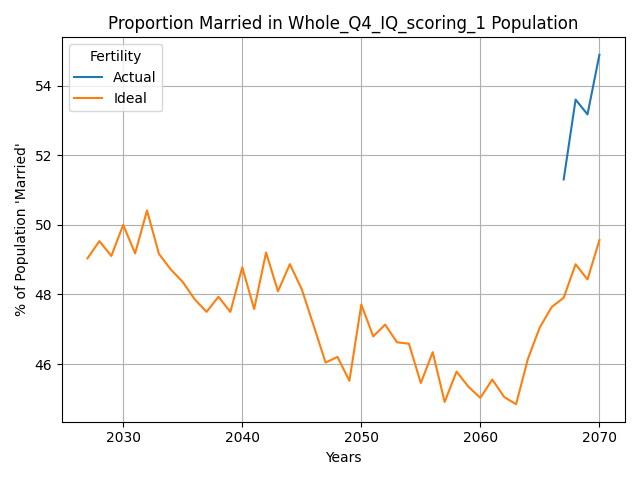 Proportion Married in Whole_Q4_IQ_scoring_1 Population
Fertility
Actual
Ideal
% of Population 'Married'
54
52
50
48
46
2030
2040
2050
2060
2070
Years